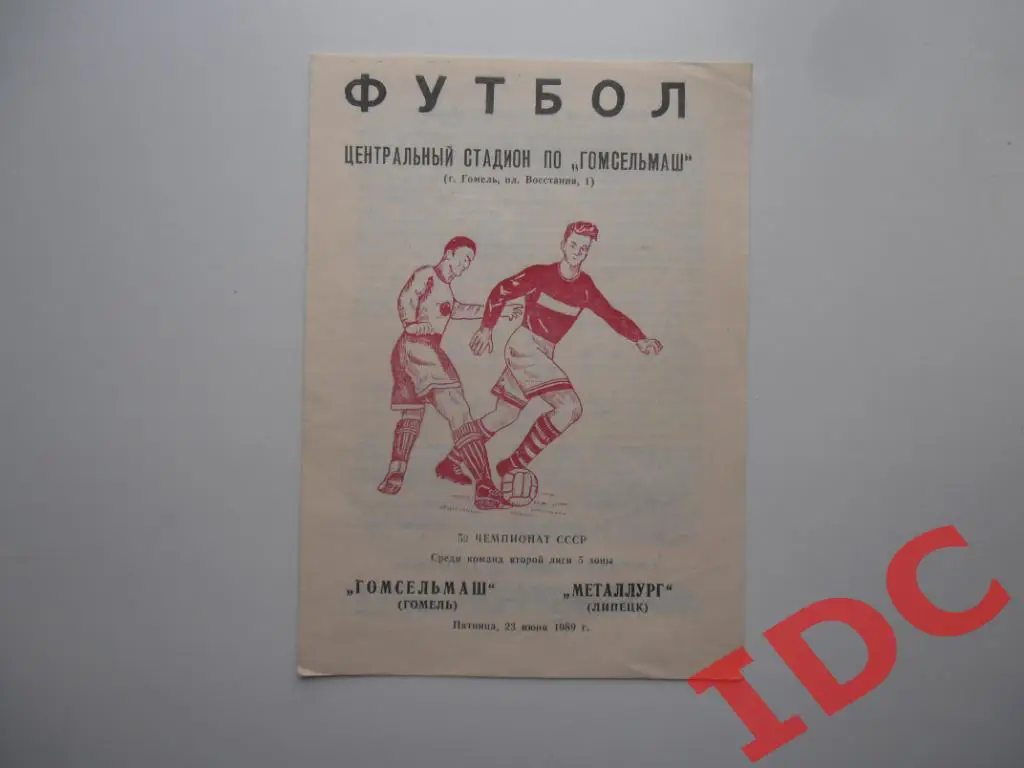 ФУТБОЛ
ЦЕНТРАЛЬНЫЙ СТАДИОН ПО „ГОМСЕЛЬМАШ“
(г. Гомель, пл. Восстания, 1)
52 ЧЕМПИОНАТ СССР
Среди команд второй лиги 5 зоны
„ГОМСЕЛЬМАШ“ „МЕТАЛЛУРГ“
(ГОМЕЛЬ) (ЛИПЕЦК)
Пятница, 23 июня 1989 г.
IDC